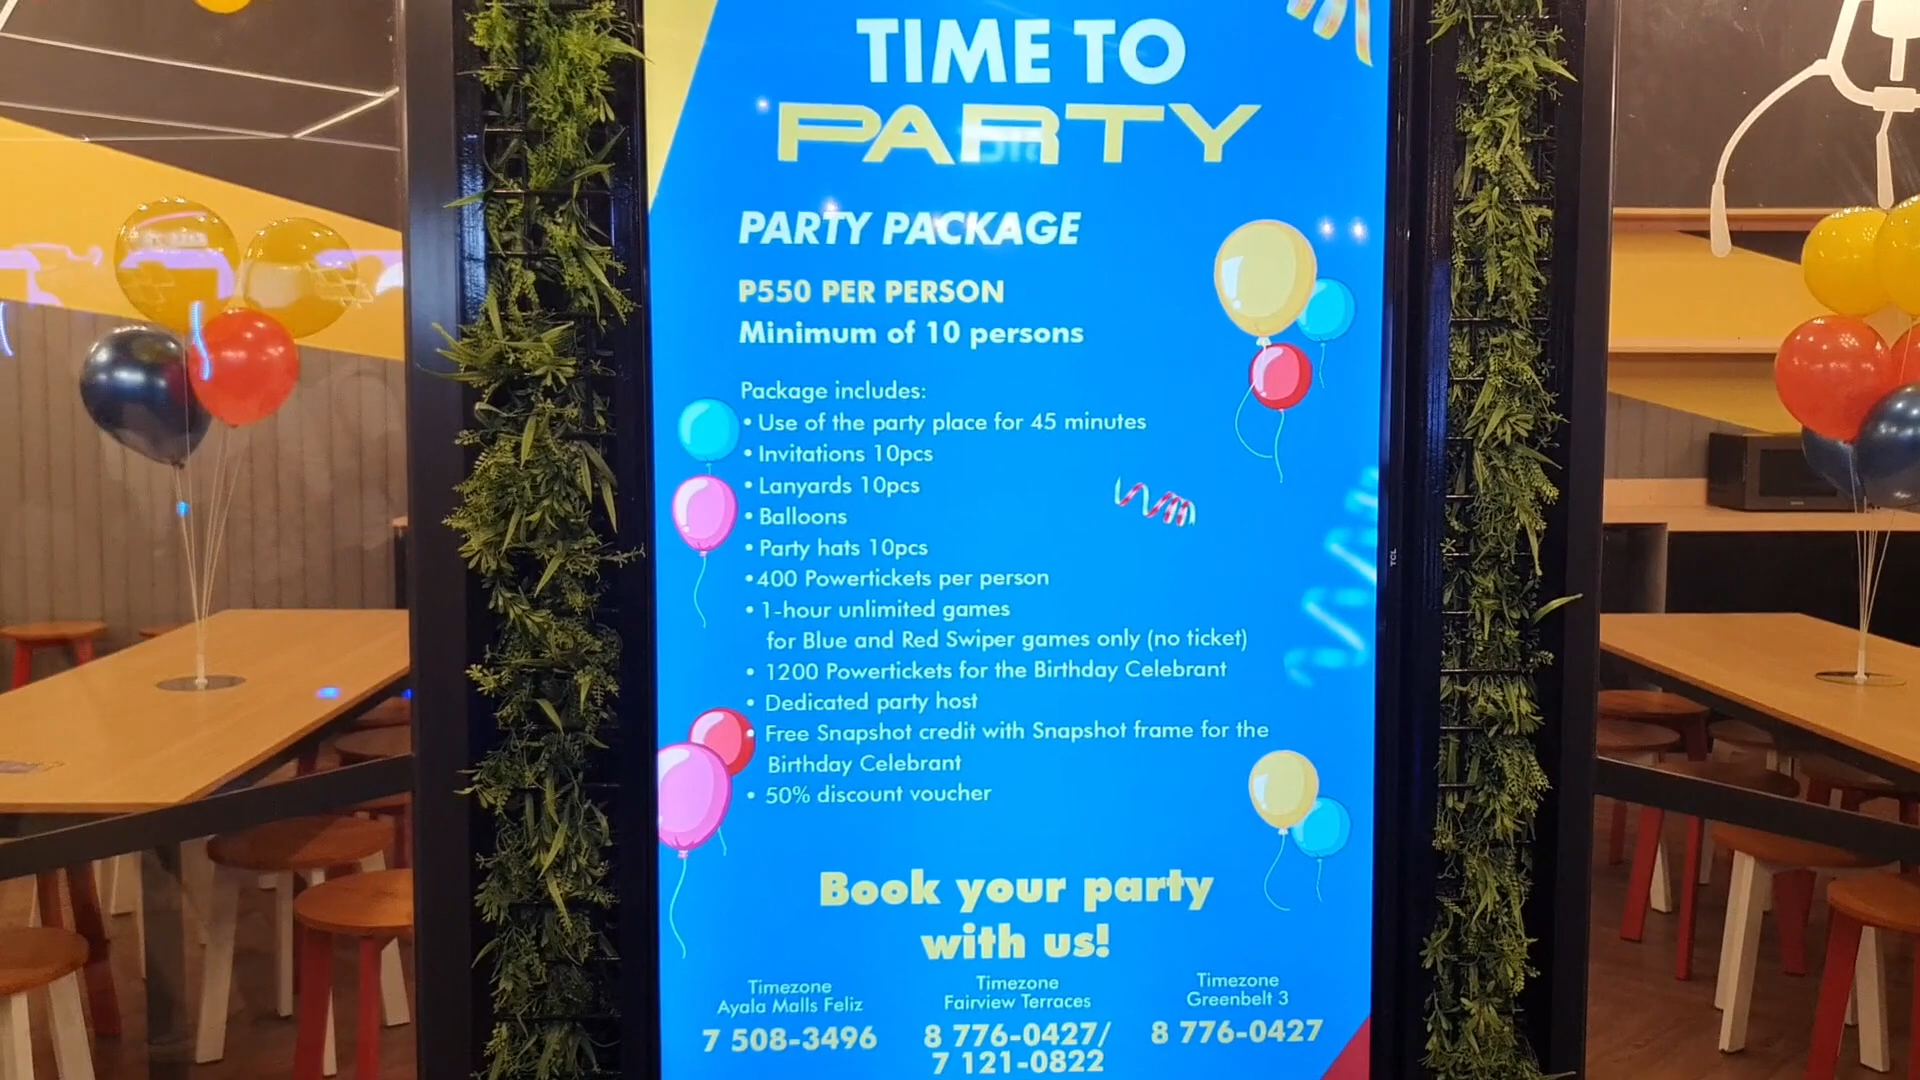 TIME TO
PARTY
PARTY PACKAGE
P550 PER PERSON
Minimum of 10 persons
Package includes:
• Use of the party place for 45 minutes
• Invitations 10pcs
• Lanyards 10pcs
• Balloons
• Party hats 10pcs
• 400 Powertickets per person
• 1-hour unlimited games
for Blue and Red Swiper games only (no ticket)
• 1200 Powertickets for the Birthday Celebrant
• Dedicated party host
• Free Snapshot credit with Snapshot frame for the
Birthday Celebrant
• 50% discount voucher
Book your party
with us!
Timezone
Ayala Malls Feliz
7 508-3496
Timezone
Fairview Terraces
8 776-0427/
7 121-0822
Timezone
Greenbelt 3
8 776-0427
TCL